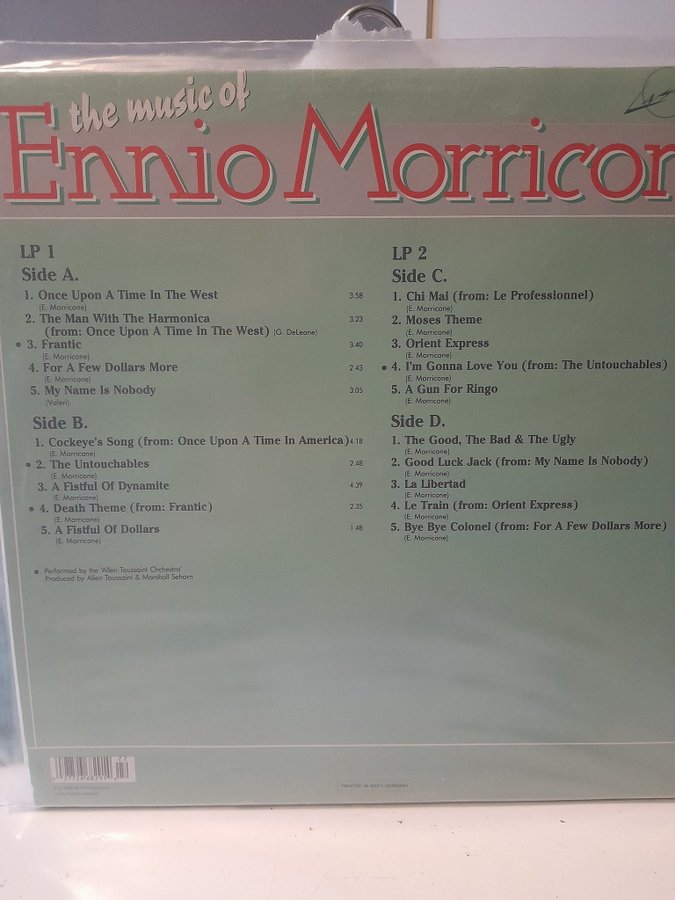 the music of
Ennio Morricon
LP 1
Side A.
1. Once Upon A Time In The West 3:58
(E. Morricone)
2. The Man With The Harmonica 3:23
(from: Once Upon A Time In The West) (G. DeLeone)
• 3. Frantic 3:40
(E. Morricone)
4. For A Few Dollars More 2:43
(E. Morricone)
5. My Name Is Nobody 3:05
(Valeri)
Side B.
1. Cockeye's Song (from: Once Upon A Time In America) 4:18
(E. Morricone)
• 2. The Untouchables 2:48
(E. Morricone)
3. A Fistful Of Dynamite 4:39
(E. Morricone)
• 4. Death Theme (from: Frantic) 2:35
(E. Morricone)
5. A Fistful Of Dollars 1:48
(E. Morricone)
• Performed by the 'Allen Toussaint Orchestra'
Produced by Allen Toussaint & Marshall Sehorn
LP 2
Side C.
1. Chi Mai (from: Le Professionnel)
(E. Morricone)
2. Moses Theme
(E. Morricone)
3. Orient Express
(E. Morricone)
• 4. I'm Gonna Love You (from: The Untouchables)
(E. Morricone)
5. A Gun For Ringo
(E. Morricone)
Side D.
1. The Good, The Bad & The Ugly
(E. Morricone)
2. Good Luck Jack (from: My Name Is Nobody)
(E. Morricone)
3. La Libertad
(E. Morricone)
4. Le Train (from: Orient Express)
(E. Morricone)
5. Bye Bye Colonel (from: For A Few Dollars More)
(E. Morricone)
PRINTED IN WEST GERMANY